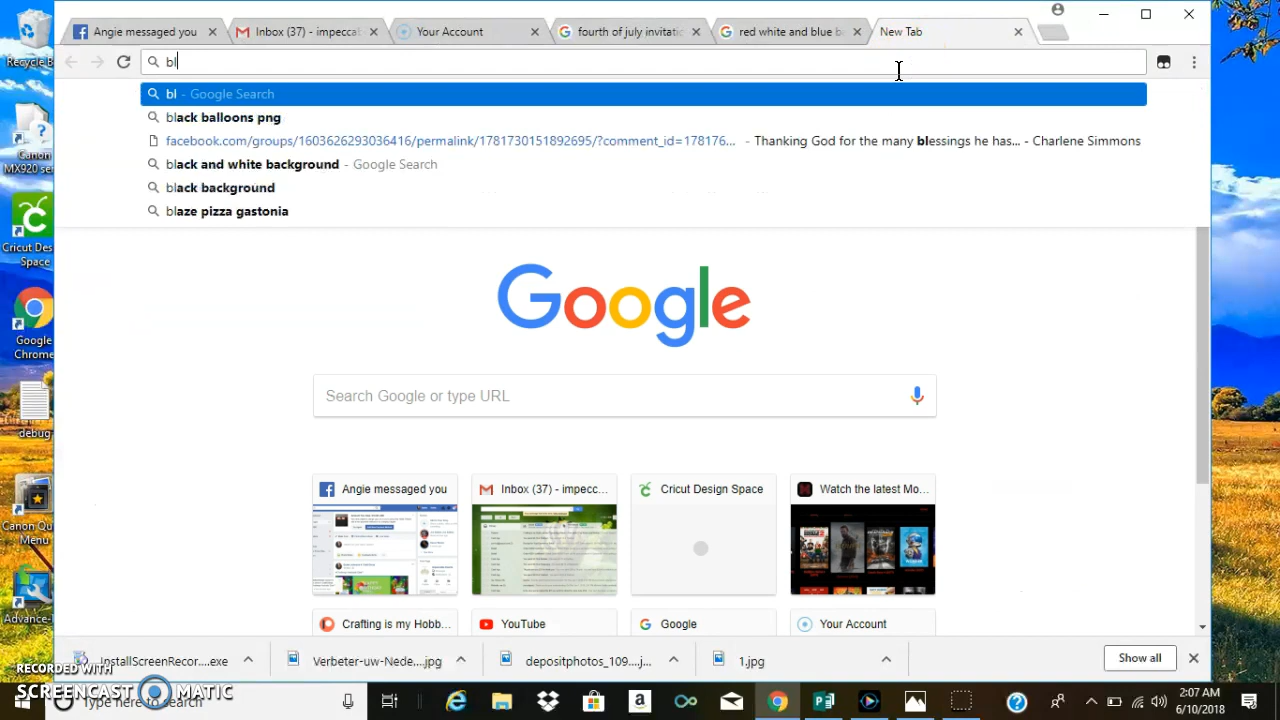 Angie messaged you
Inbox (37) - impeccat
Your Account
fourth of july invitatio
red white and blue b
New Tab
bl
bl - Google Search
black balloons png
facebook.com/groups/1603626293036416/permalink/1781730151892695/?comment_id=178176... - Thanking God for the many blessings he has... - Charlene Simmons
black and white background - Google Search
black background
blaze pizza gastonia
Recycle B
Canon
MX920 ser
Cricut Des
Space
Google
Chrome
debug
Canon Qu
Menu
Advance-
Google
Search Google or type URL
Angie messaged you
Inbox (37) - impecc...
Cricut Design Space
Watch the latest Mo...
Crafting is my Hobb...
YouTube
Google
Your Account
InstallScreenRecor....exe
Verbeter-uw-Nede....jpg
depositphotos_109....jpg
1.jpg
Show all
RECORDED WITH
SCREENCAST MATIC
Type here to search
2:07 AM
6/10/2018